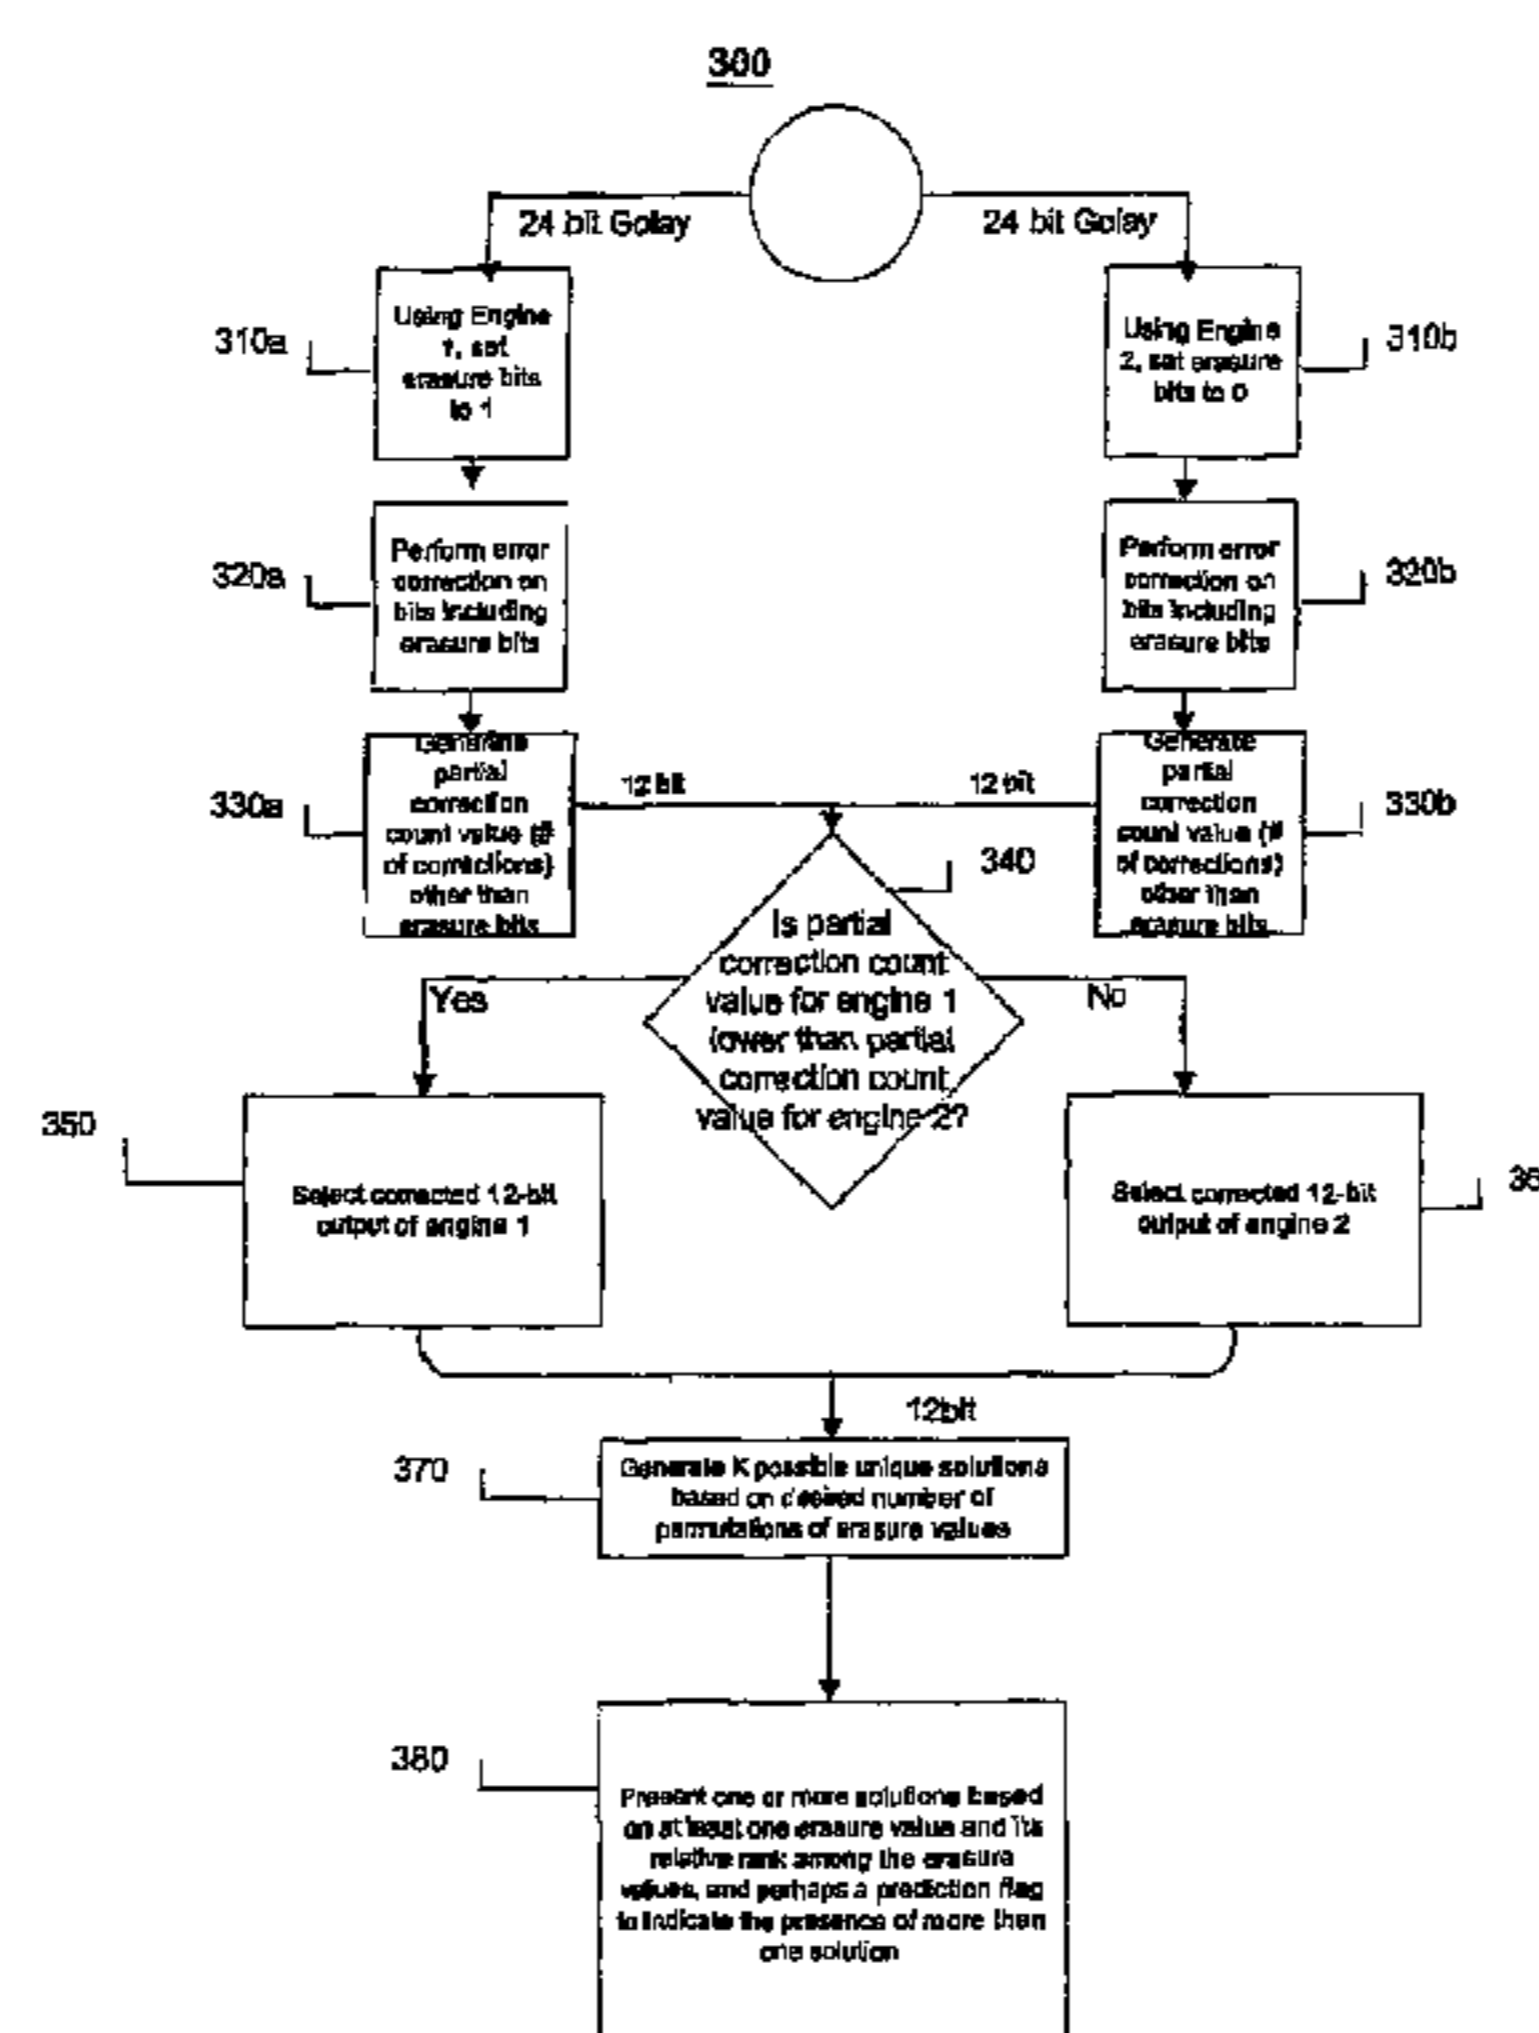 300
24 bit Golay
24 bit Golay
310a
Using Engine
1, set
erasure bits
to 1
Using Engine
2, set erasure
bits to 0
310b
320a
Perform error
correction on
bits including
erasure bits
Perform error
correction on
bits including
erasure bits
320b
330a
Generate
partial
correction
count value (#
of corrections)
other than
erasure bits
12 bit
12 bit
Generate
partial
correction
count value (#
of corrections)
other than
erasure bits
330b
340
Is partial
correction count
value for engine 1
lower than partial
correction count
value for engine 2?
Yes
No
350
Select corrected 12-bit
output of engine 1
Select corrected 12-bit
output of engine 2
12bit
370
Generate K possible unique solutions
based on desired number of
permutations of erasure values
380
Present one or more solutions based
on at least one erasure value and its
relative rank among the erasure
values, and perhaps a prediction flag
to indicate the presence of more than
one solution